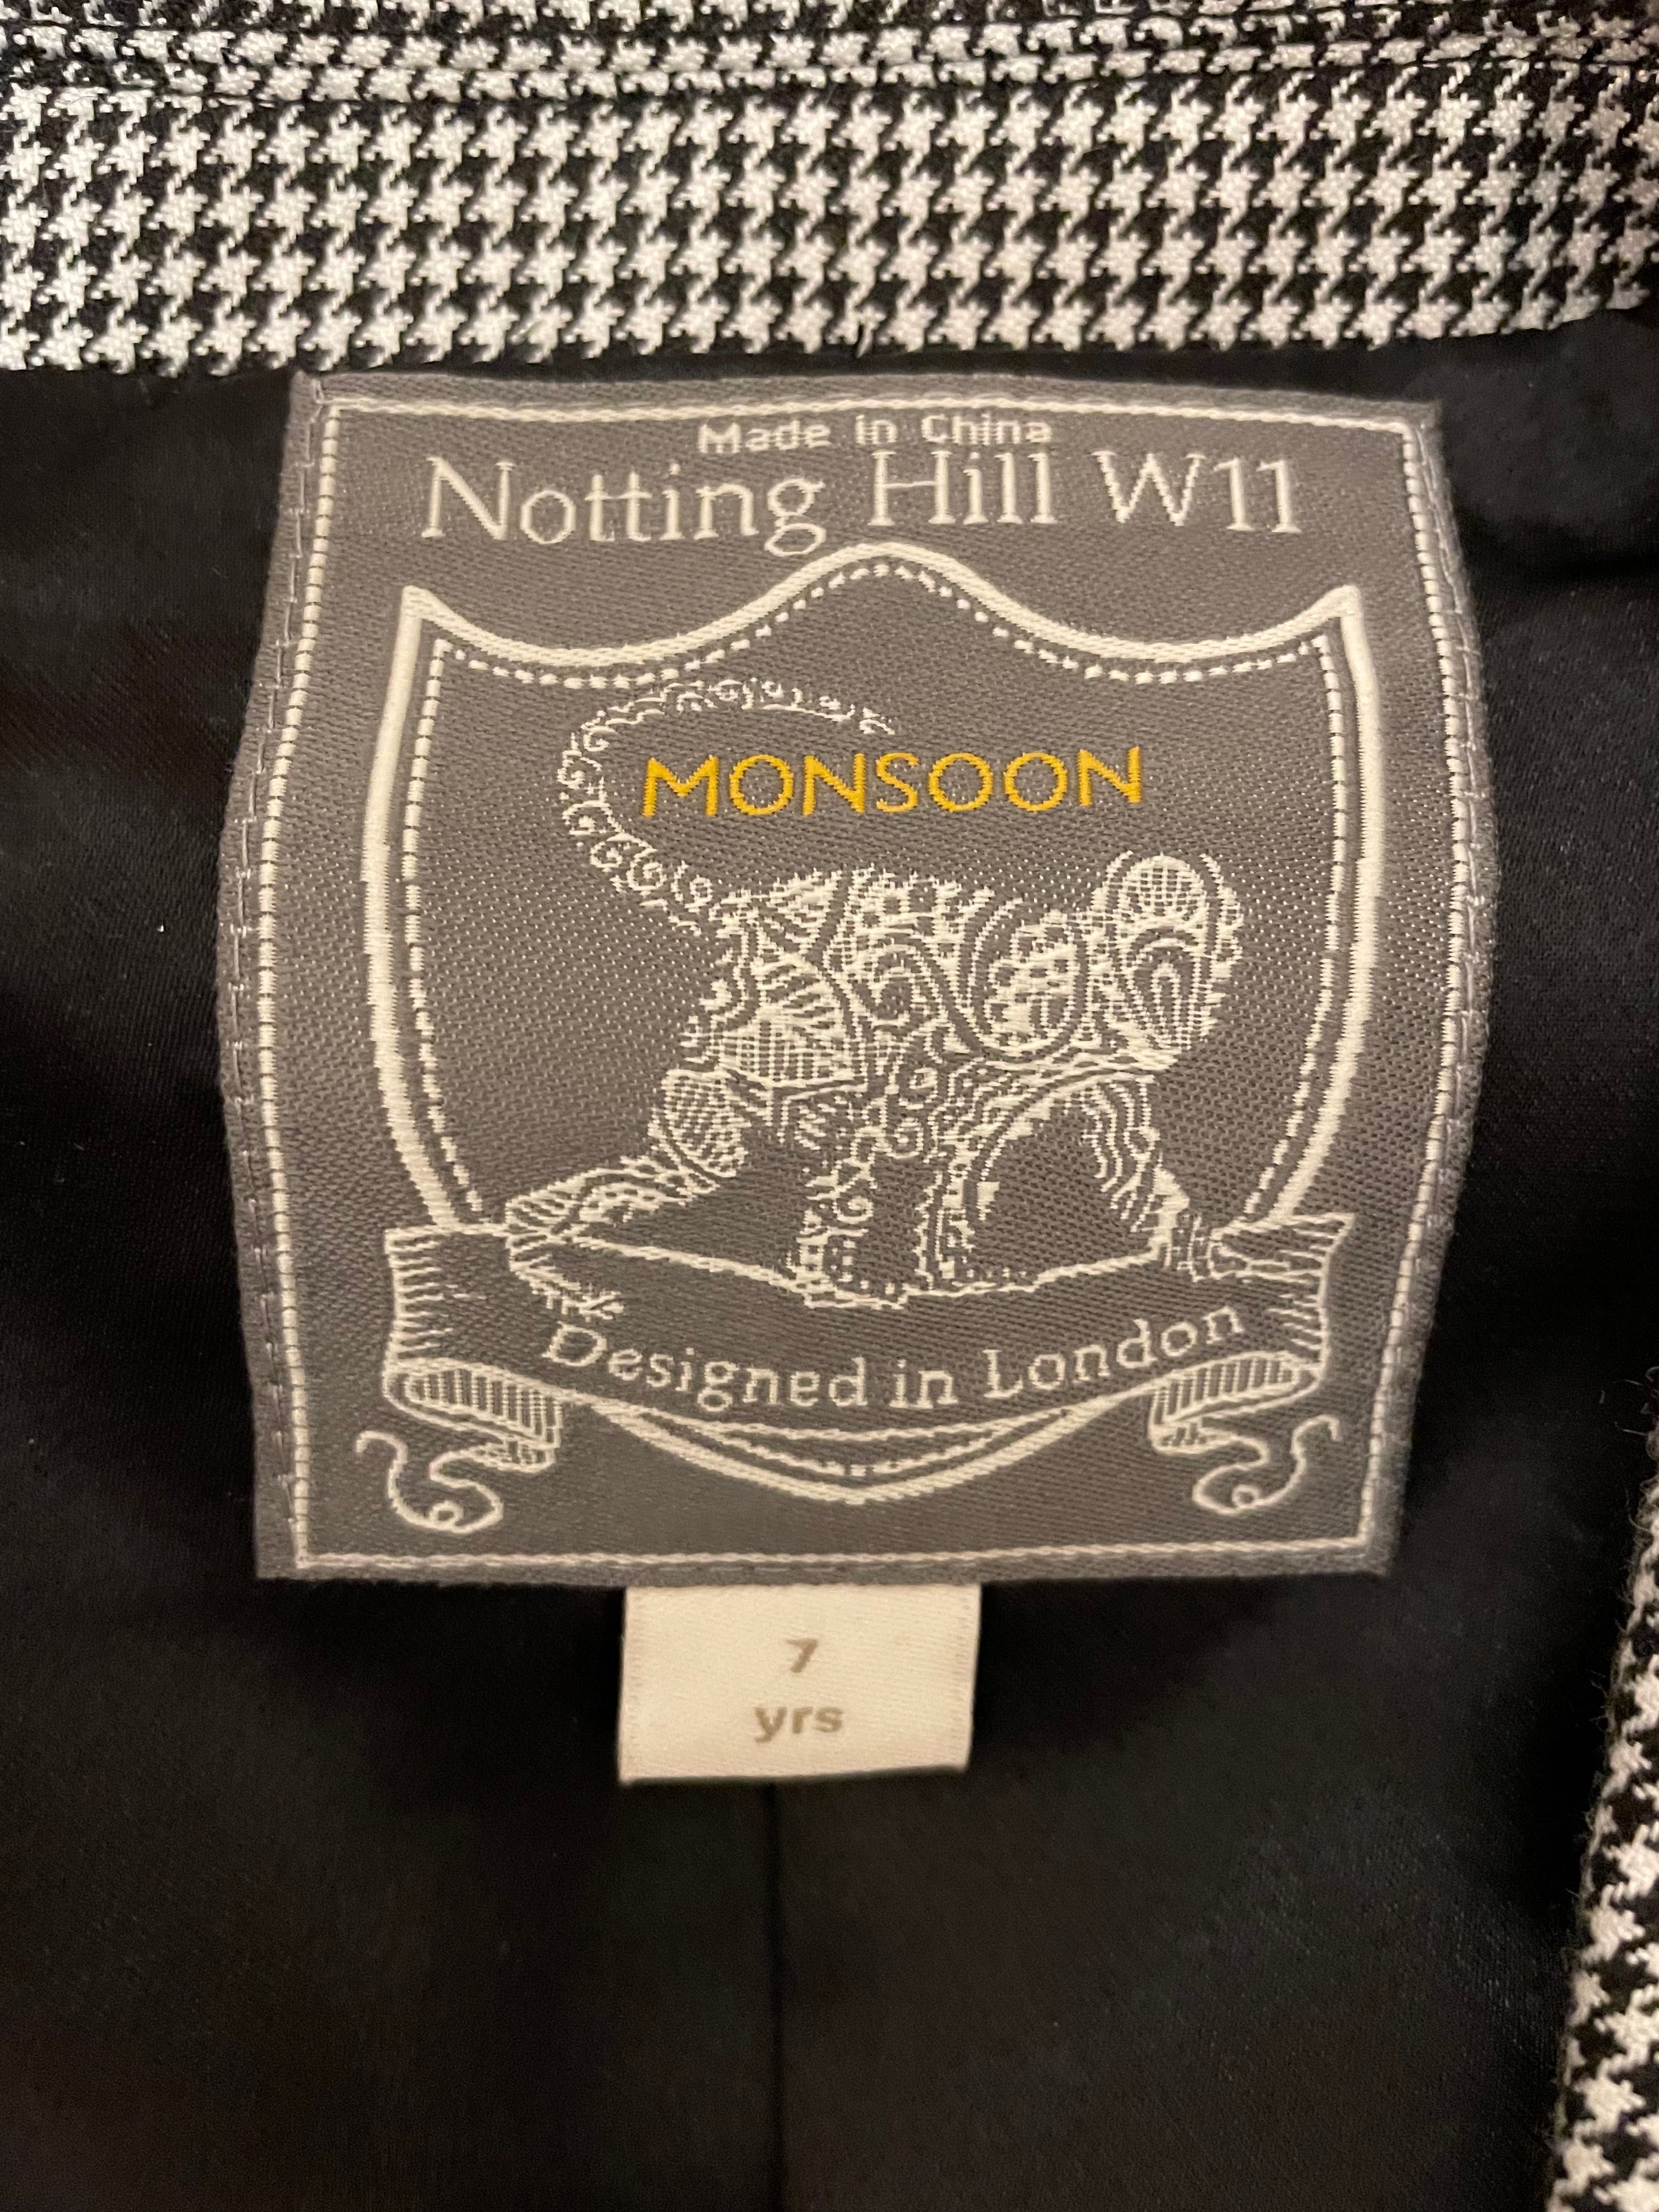 Made in China
Notting Hill W11
MONSOON
Designed in London
7
yrs